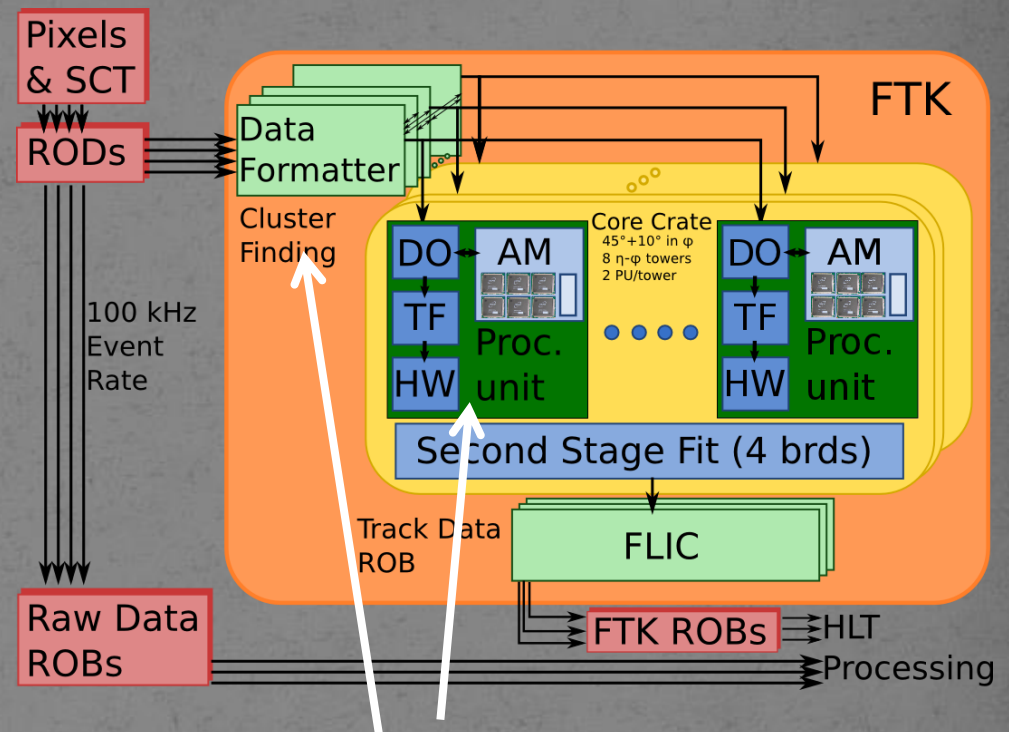 Pixels
& SCT
RODs
FTK
Data
Formatter
Cluster
Finding
100 kHz
Event
Rate
Core Crate
45°+10° in φ
8 η-φ towers
2 PU/tower
DO
AM
TF
HW
Proc.
unit
DO
AM
TF
HW
Proc.
unit
Second Stage Fit (4 brds)
Track Data
ROB
FLIC
Raw Data
ROBs
FTK ROBs
HLT
Processing